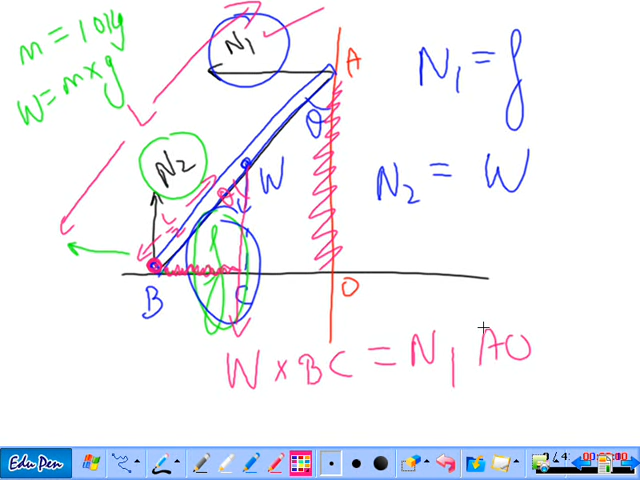 m = 10kg
W = m × g
N1
A
N1 = f
θ
N2
W
N2 = W
θ
L
f
B
C
O
W × BC = N1 AO
Edu Pen